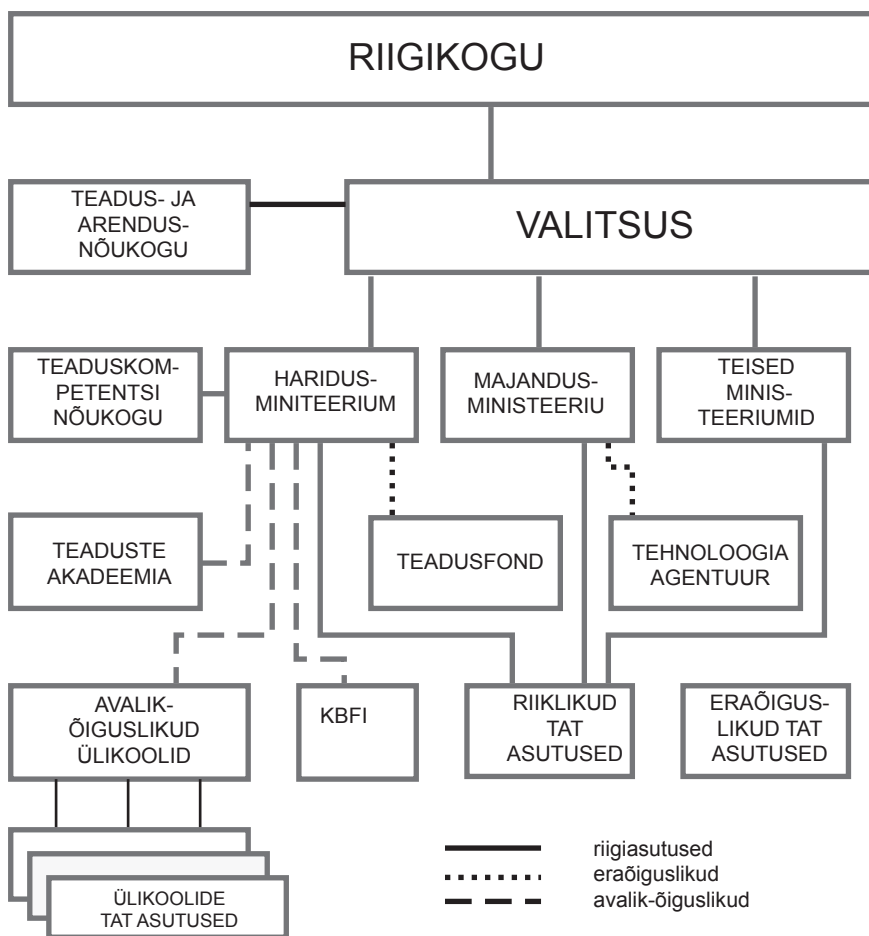 RIIGIKOGU
TEADUS- JA
ARENDUS-
NÕUKOGU
VALITSUS
TEADUSKOM-
PETENTSI
NÕUKOGU
HARIDUS-
MINITEERIUM
MAJANDUS-
MINISTEERIU
TEISED
MINIS-
TEERIUMID
TEADUSTE
AKADEEMIA
TEADUSFOND
TEHNOLOOGIA
AGENTUUR
AVALIK-
ÕIGUSLIKUD
ÜLIKOOLID
KBFI
RIIKLIKUD
TAT
ASUTUSED
ERAÕIGUS-
LIKUD TAT
ASUTUSED
ÜLIKOOLIDE
TAT ASUTUSED
riigiasutused
eraõiguslikud
avalik-õiguslikud